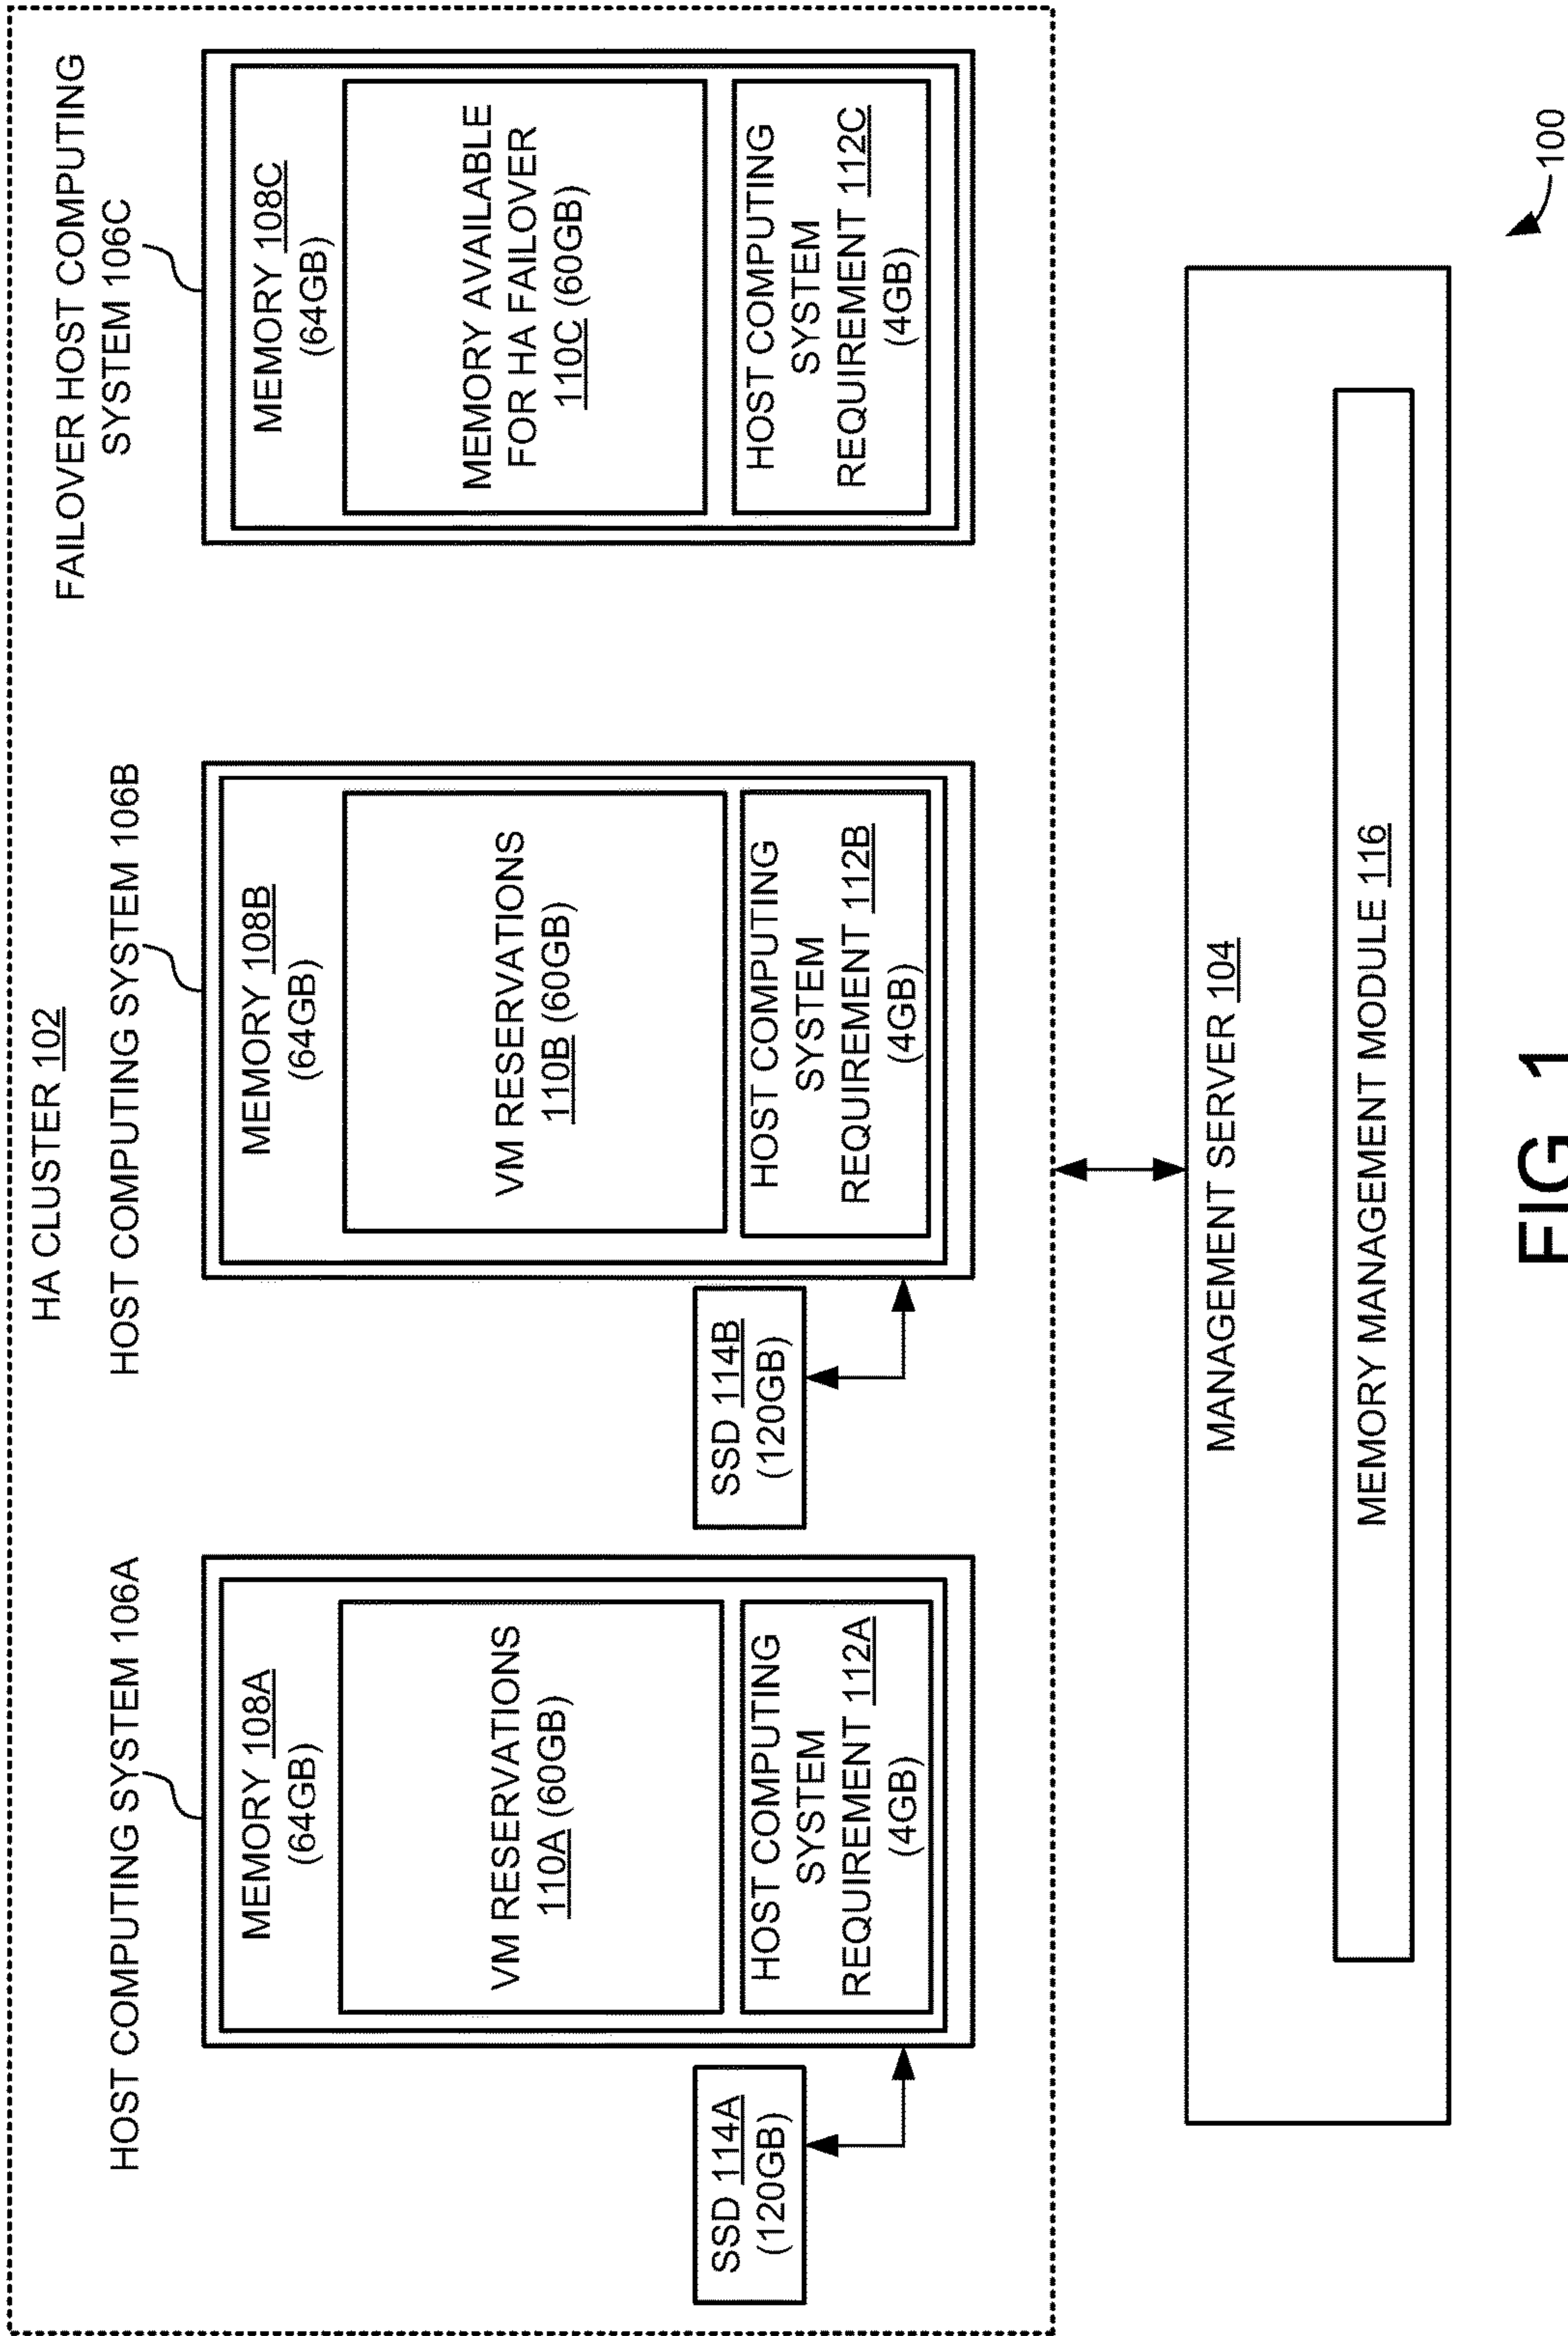 HA CLUSTER 102
HOST COMPUTING SYSTEM 106A
MEMORY 108A
(64GB)
VM RESERVATIONS
110A (60GB)
HOST COMPUTING
SYSTEM
REQUIREMENT 112A
(4GB)
SSD 114A
(120GB)
HOST COMPUTING SYSTEM 106B
MEMORY 108B
(64GB)
VM RESERVATIONS
110B (60GB)
HOST COMPUTING
SYSTEM
REQUIREMENT 112B
(4GB)
SSD 114B
(120GB)
FAILOVER HOST COMPUTING
SYSTEM 106C
MEMORY 108C
(64GB)
MEMORY AVAILABLE
FOR HA FAILOVER
110C (60GB)
HOST COMPUTING
SYSTEM
REQUIREMENT 112C
(4GB)
MANAGEMENT SERVER 104
MEMORY MANAGEMENT MODULE 116
100
FIG. 1